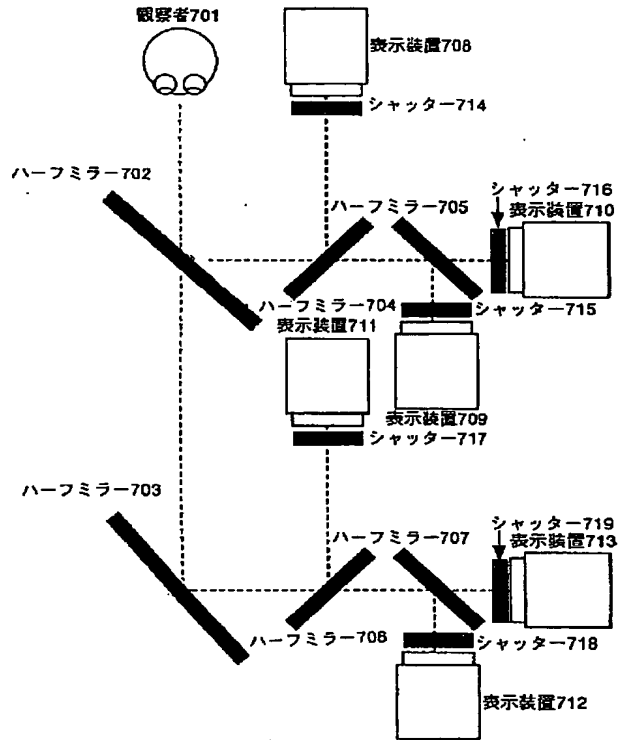 観察者701
表示装置708
シャッター714
ハーフミラー702
シャッター716
ハーフミラー705
表示装置710
ハーフミラー704
シャッター715
表示装置711
表示装置709
シャッター717
ハーフミラー703
シャッター719
ハーフミラー707
表示装置713
ハーフミラー706
シャッター718
表示装置712